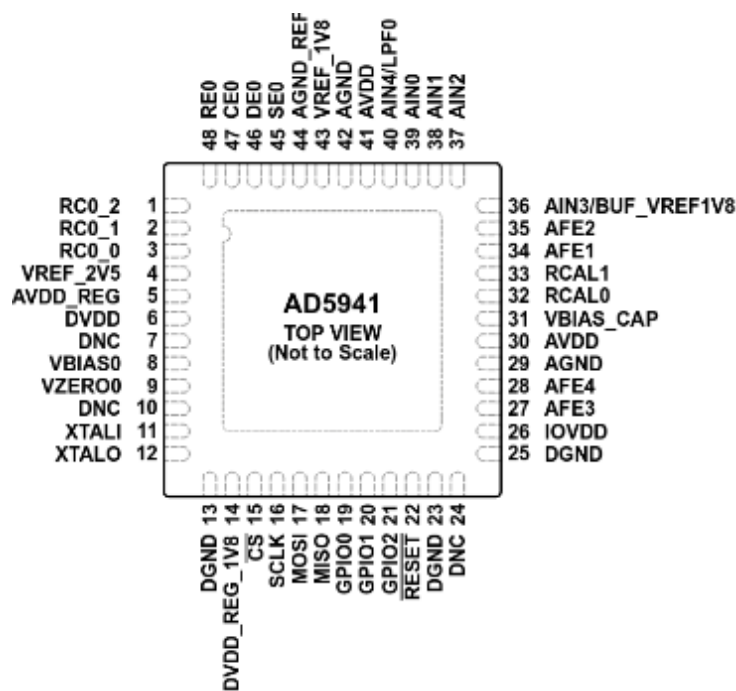 48 RE0
47 CE0
46 DE0
45 SE0
44 AGND_REF
43 VREF_1V8
42 AGND
41 AVDD
40 AIN4/LPF0
39 AIN0
38 AIN1
37 AIN2
RC0_2 1
RC0_1 2
RC0_0 3
VREF_2V5 4
AVDD_REG 5
DVDD 6
DNC 7
VBIAS0 8
VZERO0 9
DNC 10
XTALI 11
XTALO 12
AD5941
TOP VIEW
(Not to Scale)
36 AIN3/BUF_VREF1V8
35 AFE2
34 AFE1
33 RCAL1
32 RCAL0
31 VBIAS_CAP
30 AVDD
29 AGND
28 AFE4
27 AFE3
26 IOVDD
25 DGND
DGND 13
DVDD_REG_1V8 14
CS 15
SCLK 16
MOSI 17
MISO 18
GPIO0 19
GPIO1 20
GPIO2 21
RESET 22
DGND 23
DNC 24